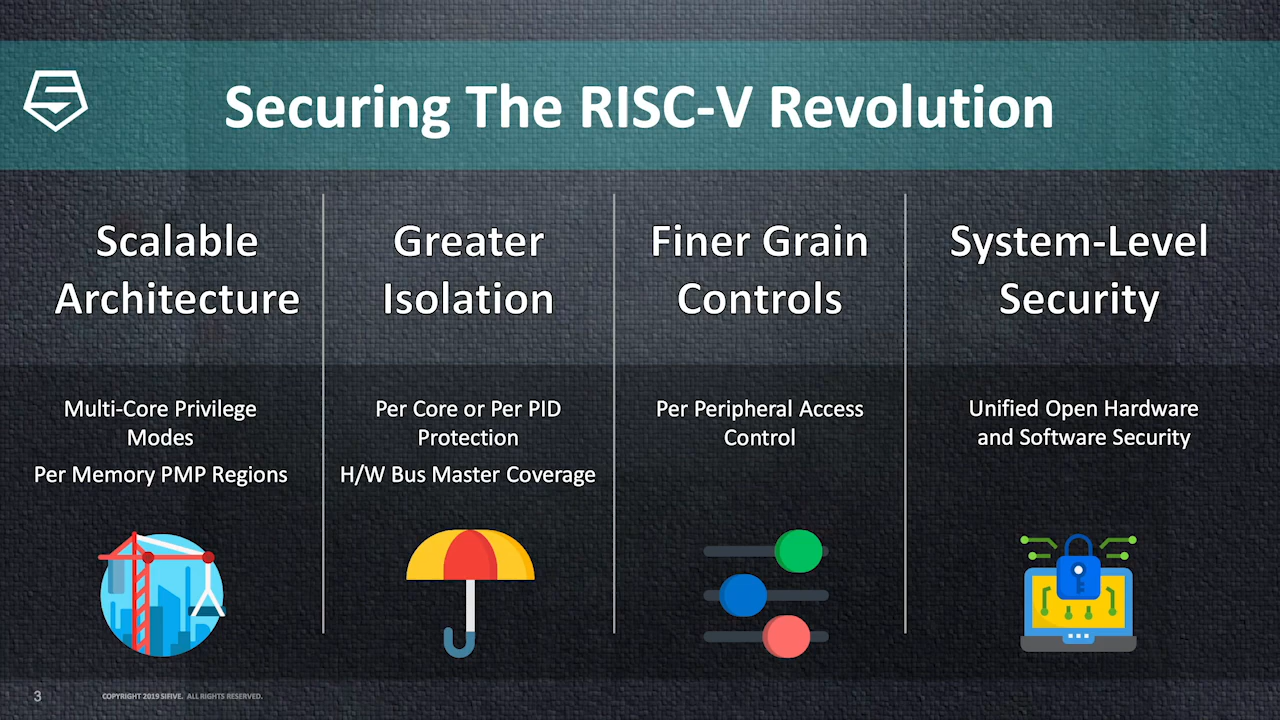 Securing The RISC-V Revolution
Scalable
Architecture
Multi-Core Privilege
Modes
Per Memory PMP Regions
Greater
Isolation
Per Core or Per PID
Protection
H/W Bus Master Coverage
Finer Grain
Controls
Per Peripheral Access
Control
System-Level
Security
Unified Open Hardware
and Software Security
3
COPYRIGHT 2019 SIFIVE. ALL RIGHTS RESERVED.